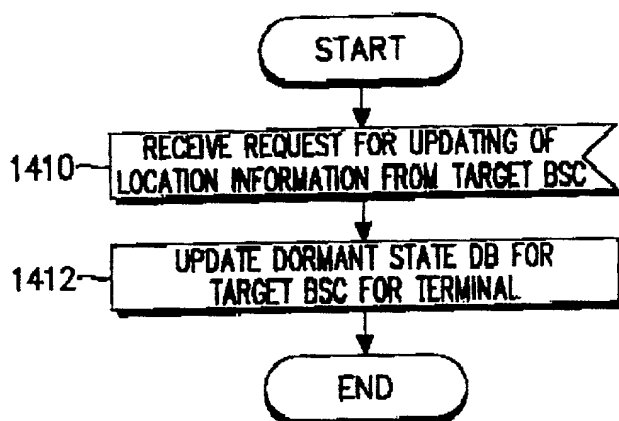 START
1410
RECEIVE REQUEST FOR UPDATING OF
LOCATION INFORMATION FROM TARGET BSC
1412
UPDATE DORMANT STATE DB FOR
TARGET BSC FOR TERMINAL
END